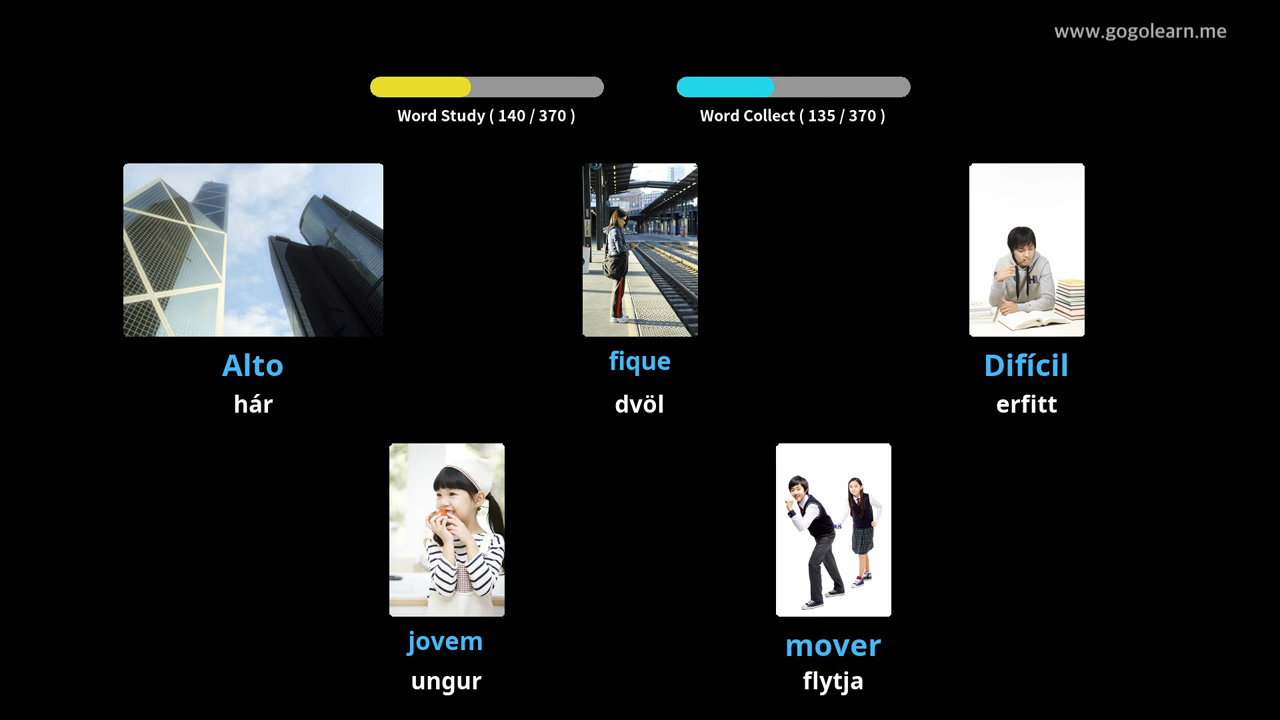 www.gogolearn.me
Word Study ( 140 / 370 )
Word Collect ( 135 / 370 )
Alto
hár
fique
dvöl
Difícil
erfitt
jovem
ungur
mover
flytja